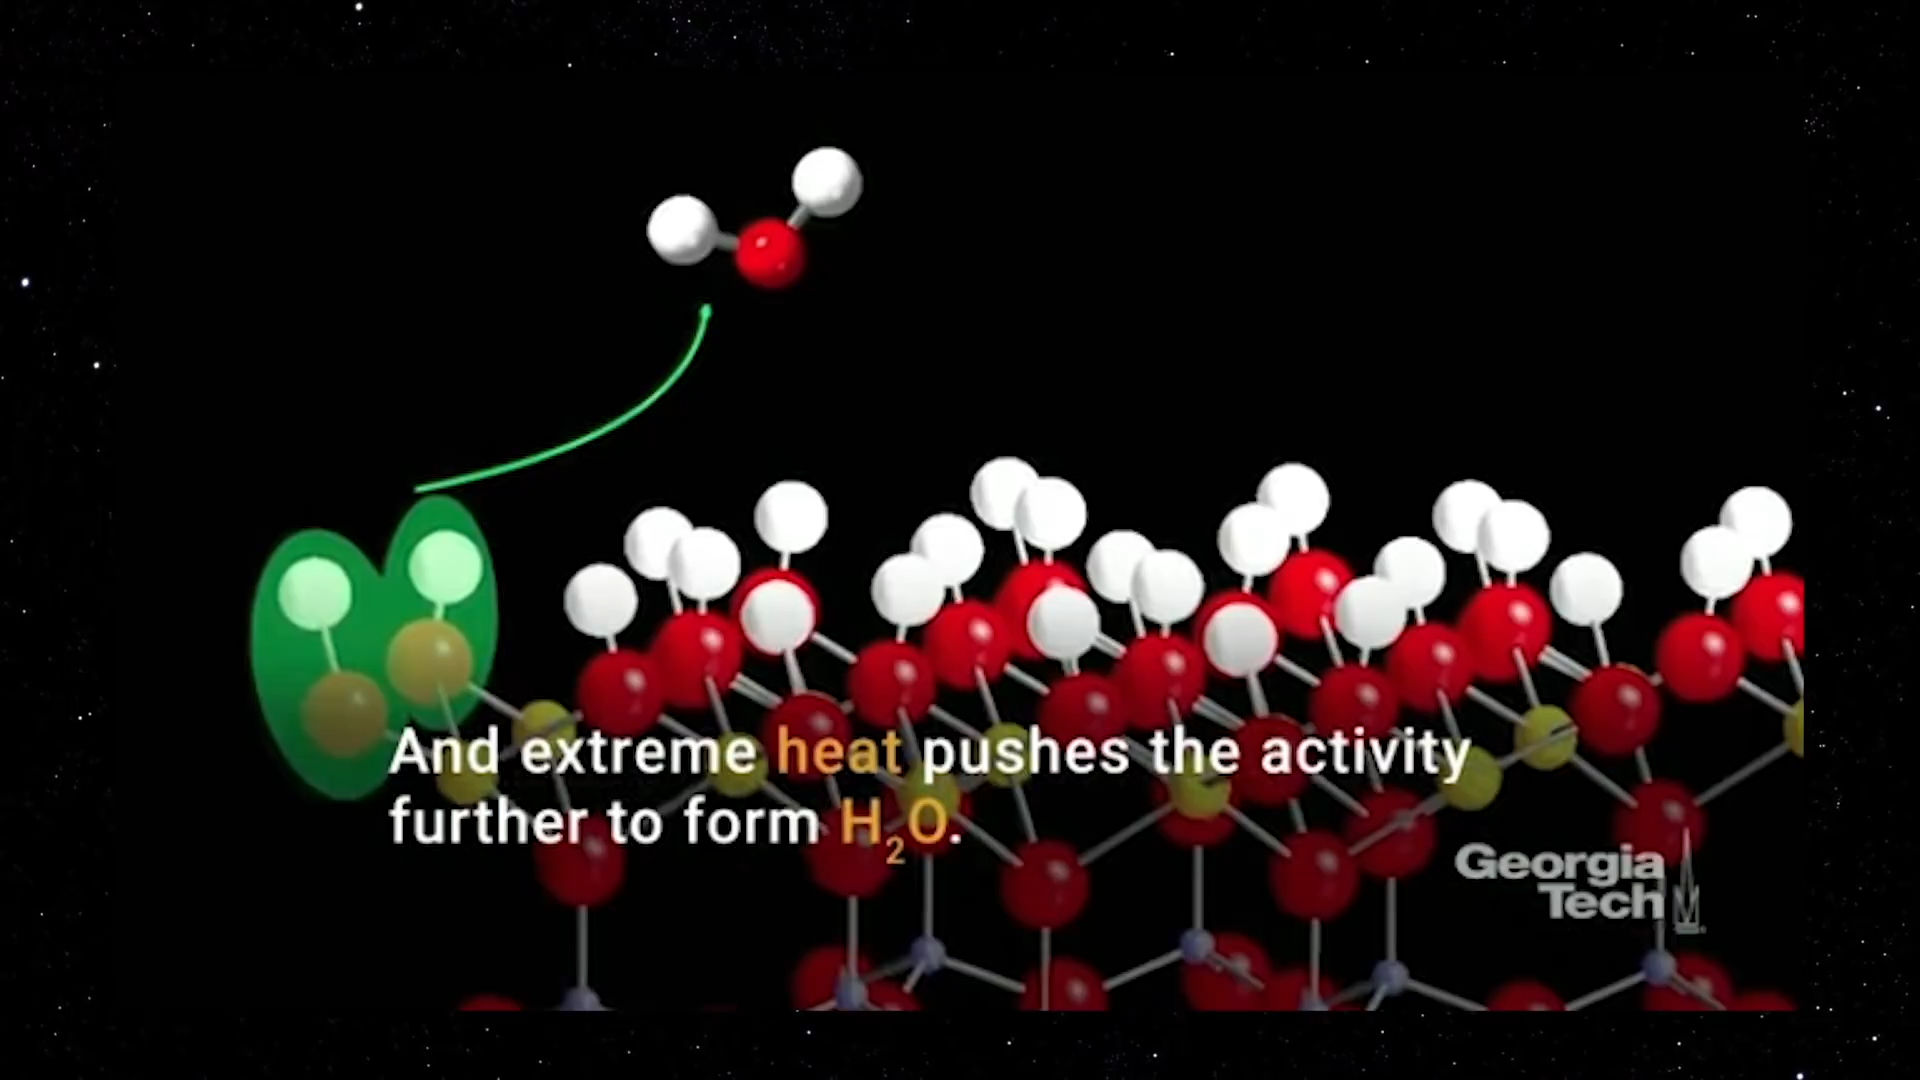 And extreme heat pushes the activity
further to form H₂O.
Georgia
Tech